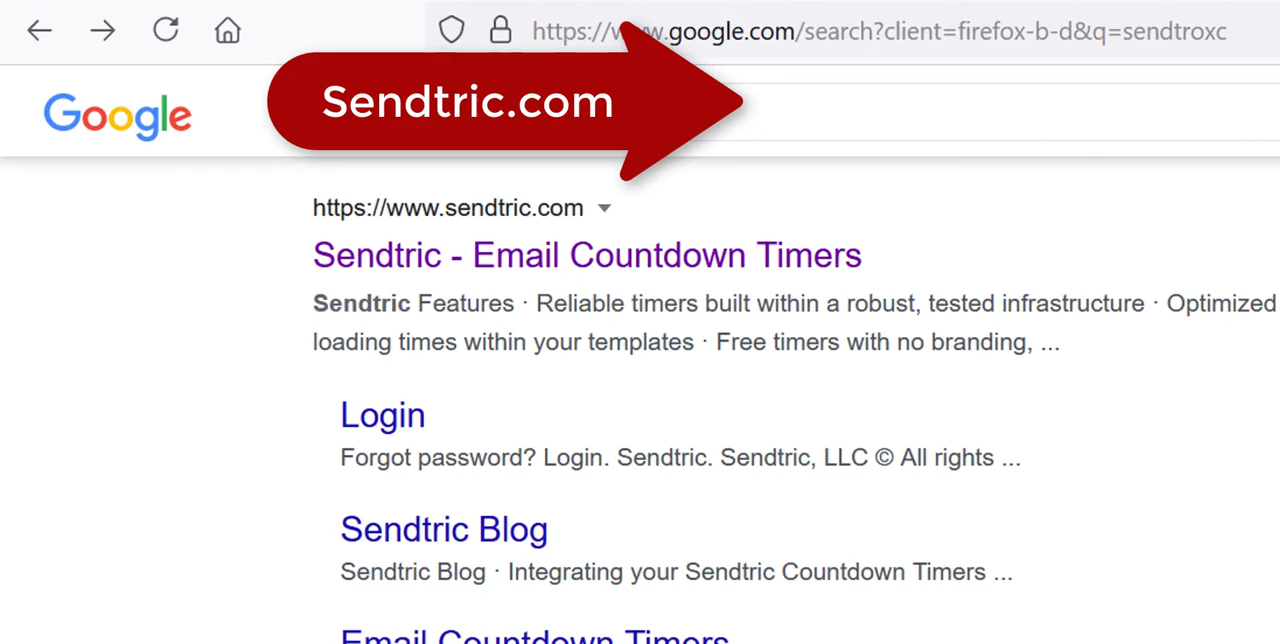 https://www.google.com/search?client=firefox-b-d&q=sendtroxc
Google
Sendtric.com
https://www.sendtric.com
Sendtric - Email Countdown Timers
Sendtric Features · Reliable timers built within a robust, tested infrastructure · Optimized
loading times within your templates · Free timers with no branding, ...
Login
Forgot password? Login. Sendtric. Sendtric, LLC © All rights ...
Sendtric Blog
Sendtric Blog · Integrating your Sendtric Countdown Timers ...
Email Countdown Timers